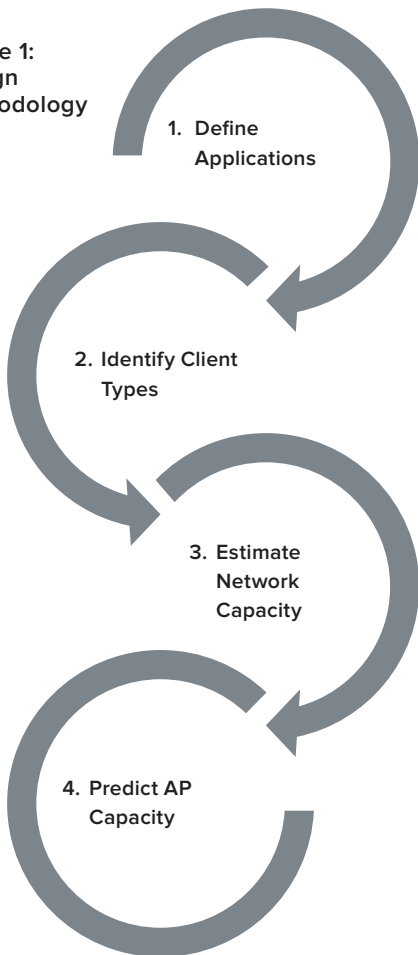 e 1:
gn
odology
1. Define
Applications
2. Identify Client
Types
3. Estimate
Network
Capacity
4. Predict AP
Capacity